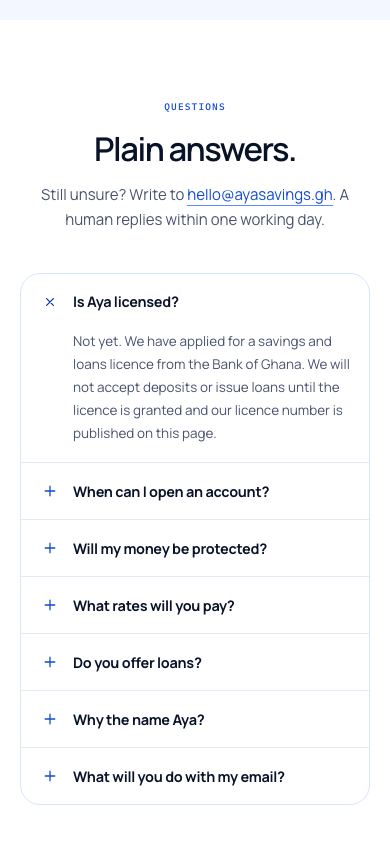 QUESTIONS
Plain answers.
Still unsure? Write to hello@ayasavings.gh. A
human replies within one working day.
Is Aya licensed?
Not yet. We have applied for a savings and
loans licence from the Bank of Ghana. We will
not accept deposits or issue loans until the
licence is granted and our licence number is
published on this page.
When can I open an account?
Will my money be protected?
What rates will you pay?
Do you offer loans?
Why the name Aya?
What will you do with my email?